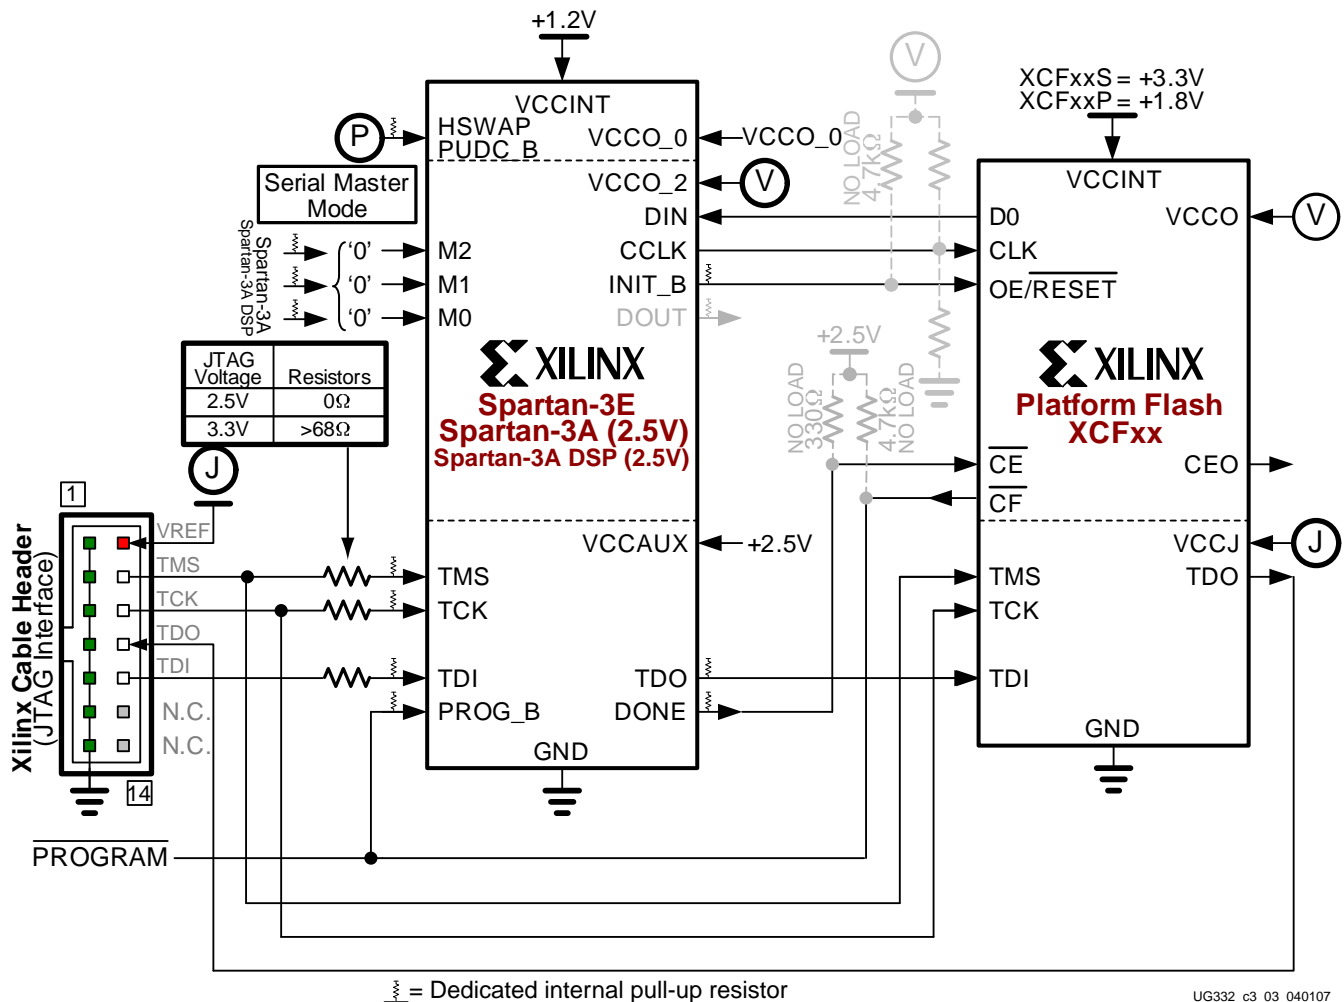 +1.2V
XCFxxS = +3.3V
XCFxxP = +1.8V
V
VCCINT
P
HSWAP
PUDC_B
VCCO_0
VCCO_0
NO LOAD
4.7kΩ
VCCINT
Serial Master
Mode
VCCO_2
V
DIN
D0
VCCO
V
Spartan-3A
Spartan-3A DSP
'0'
M2
CCLK
CLK
'0'
M1
INIT_B
OE/RESET
'0'
M0
DOUT
+2.5V
JTAG
Voltage
Resistors
2.5V
0Ω
3.3V
>68Ω
XILINX
Spartan-3E
Spartan-3A (2.5V)
Spartan-3A DSP (2.5V)
NO LOAD
330Ω
4.7kΩ
NO LOAD
XILINX
Platform Flash
XCFxx
J
CE
CEO
CF
1
Xilinx Cable Header
(JTAG Interface)
VREF
VCCAUX
+2.5V
VCCJ
J
TMS
TMS
TMS
TDO
TCK
TCK
TCK
TDO
TDI
TDI
TDO
TDI
N.C.
PROG_B
DONE
N.C.
GND
GND
14
PROGRAM
= Dedicated internal pull-up resistor
UG332_c3_03_040107